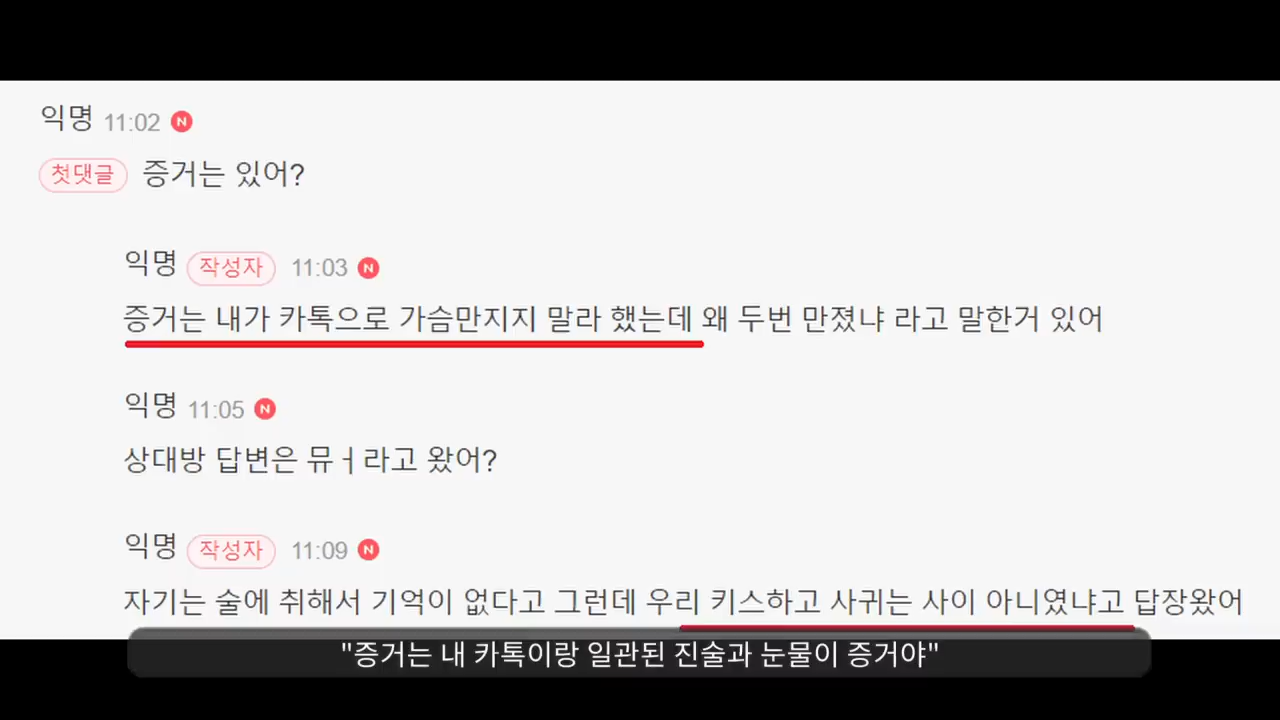 익명 11:02 N
첫댓글 증거는 있어?
익명 작성자 11:03 N
증거는 내가 카톡으로 가슴만지지 말라 했는데 왜 두번 만졌냐 라고 말한거 있어
익명 11:05 N
상대방 답변은 뮤ㅓ라고 왔어?
익명 작성자 11:09 N
자기는 술에 취해서 기억이 없다고 그런데 우리 키스하고 사귀는 사이 아니였냐고 답장왔어
"증거는 내 카톡이랑 일관된 진술과 눈물이 증거야"